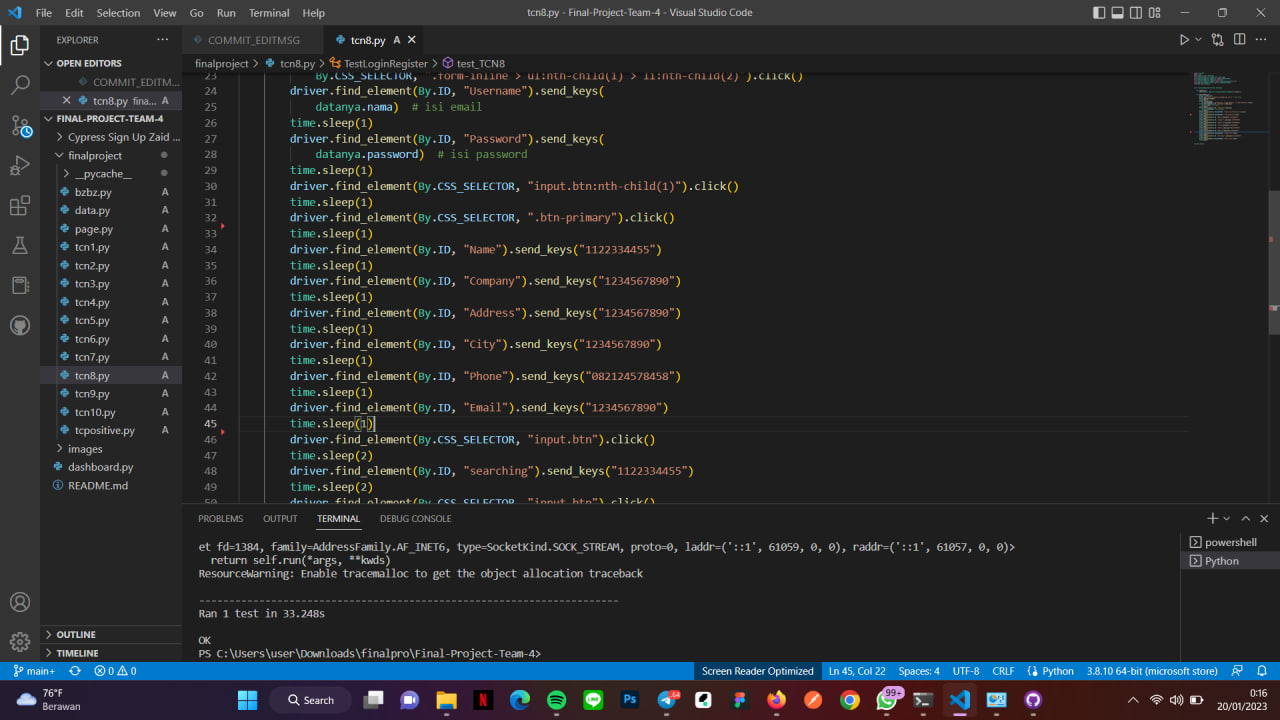 File Edit Selection View Go Run Terminal Help
tcn8.py - Final-Project-Team-4 - Visual Studio Code
EXPLORER
OPEN EDITORS
COMMIT_EDITM...
tcn8.py fina... A
FINAL-PROJECT-TEAM-4
Cypress Sign Up Zaid ...
finalproject
__pycache__
bzbz.py A
data.py A
page.py A
tcn1.py A
tcn2.py A
tcn3.py A
tcn4.py A
tcn5.py A
tcn6.py A
tcn7.py A
tcn8.py A
tcn9.py A
tcn10.py A
tcpositive.py A
images
dashboard.py
README.md
OUTLINE
TIMELINE
COMMIT_EDITMSG
tcn8.py A
finalproject > tcn8.py > TestLoginRegister > test_TCN8
23 By.CSS_SELECTOR, ".form-inline > ul:nth-child(1) > li:nth-child(2)").click()
24 driver.find_element(By.ID, "Username").send_keys(
25 datanya.nama) # isi email
26 time.sleep(1)
27 driver.find_element(By.ID, "Password").send_keys(
28 datanya.password) # isi password
29 time.sleep(1)
30 driver.find_element(By.CSS_SELECTOR, "input.btn:nth-child(1)").click()
31 time.sleep(1)
32 driver.find_element(By.CSS_SELECTOR, ".btn-primary").click()
33 time.sleep(1)
34 driver.find_element(By.ID, "Name").send_keys("1122334455")
35 time.sleep(1)
36 driver.find_element(By.ID, "Company").send_keys("1234567890")
37 time.sleep(1)
38 driver.find_element(By.ID, "Address").send_keys("1234567890")
39 time.sleep(1)
40 driver.find_element(By.ID, "City").send_keys("1234567890")
41 time.sleep(1)
42 driver.find_element(By.ID, "Phone").send_keys("082124578458")
43 time.sleep(1)
44 driver.find_element(By.ID, "Email").send_keys("1234567890")
45 time.sleep(1)
46 driver.find_element(By.CSS_SELECTOR, "input.btn").click()
47 time.sleep(2)
48 driver.find_element(By.ID, "searching").send_keys("1122334455")
49 time.sleep(2)
50 driver.find_element(By.CSS_SELECTOR, "input.btn").click()
PROBLEMS OUTPUT TERMINAL DEBUG CONSOLE
et fd=1384, family=AddressFamily.AF_INET6, type=SocketKind.SOCK_STREAM, proto=0, laddr=('::1', 61059, 0, 0), raddr=('::1', 61057, 0, 0)>
return self.run(*args, **kwds)
ResourceWarning: Enable tracemalloc to get the object allocation traceback
----------------------------------------------------------------------
Ran 1 test in 33.248s
OK
PS C:\Users\user\Downloads\finalpro\Final-Project-Team-4>
powershell
Python
main+ 0 0 Screen Reader Optimized Ln 45, Col 22 Spaces: 4 UTF-8 CRLF Python 3.8.10 64-bit (microsoft store)
76°F
Berawan
Search
Ps
64
99+
0:16
20/01/2023